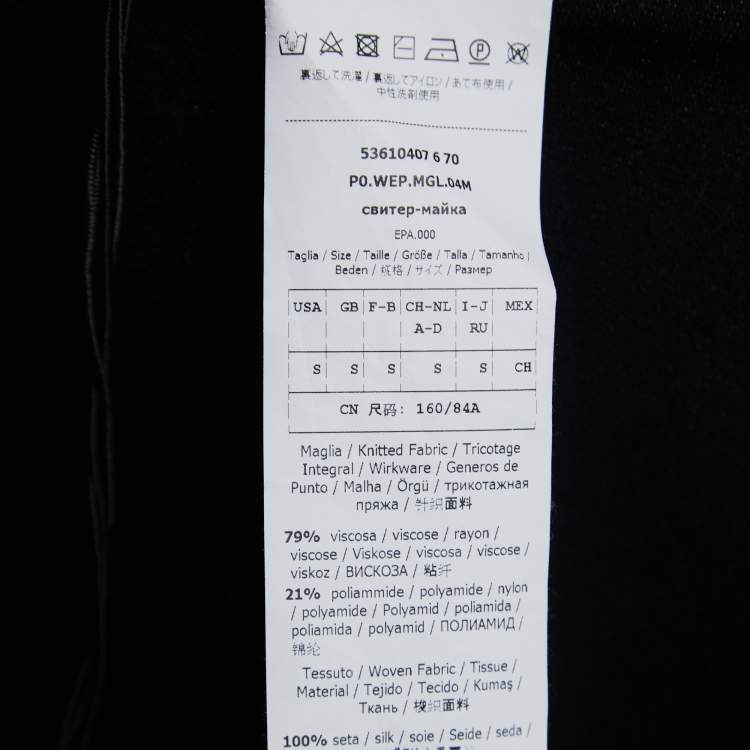 裏返して洗濯 / 裏返してアイロン / あて布使用 /
中性洗剤使用
53610407 6 70
P0.WEP.MGL.04M
свитер-майка
EPA.000
Taglia / Size / Taille / Größe / Talla / Tamanho /
Beden / 规格 / サイズ / Размер
USA GB F-B CH-NL I-J MEX
A-D RU
S S S S S CH
CN 尺码: 160/84A
Maglia / Knitted Fabric / Tricotage
Integral / Wirkware / Generos de
Punto / Malha / Örgü / трикотажная
пряжа / 针织面料
79% viscosa / viscose / rayon /
viscose / Viskose / viscosa / viscose /
viskoz / ВИСКОЗА / 粘纤
21% poliammide / polyamide / nylon
/ polyamide / Polyamid / poliamida /
poliamida / polyamid / ПОЛИАМИД /
锦纶
Tessuto / Woven Fabric / Tissue /
Material / Tejido / Tecido / Kumaş /
Ткань / 梭织面料
100% seta / silk / soie / Seide / seda /